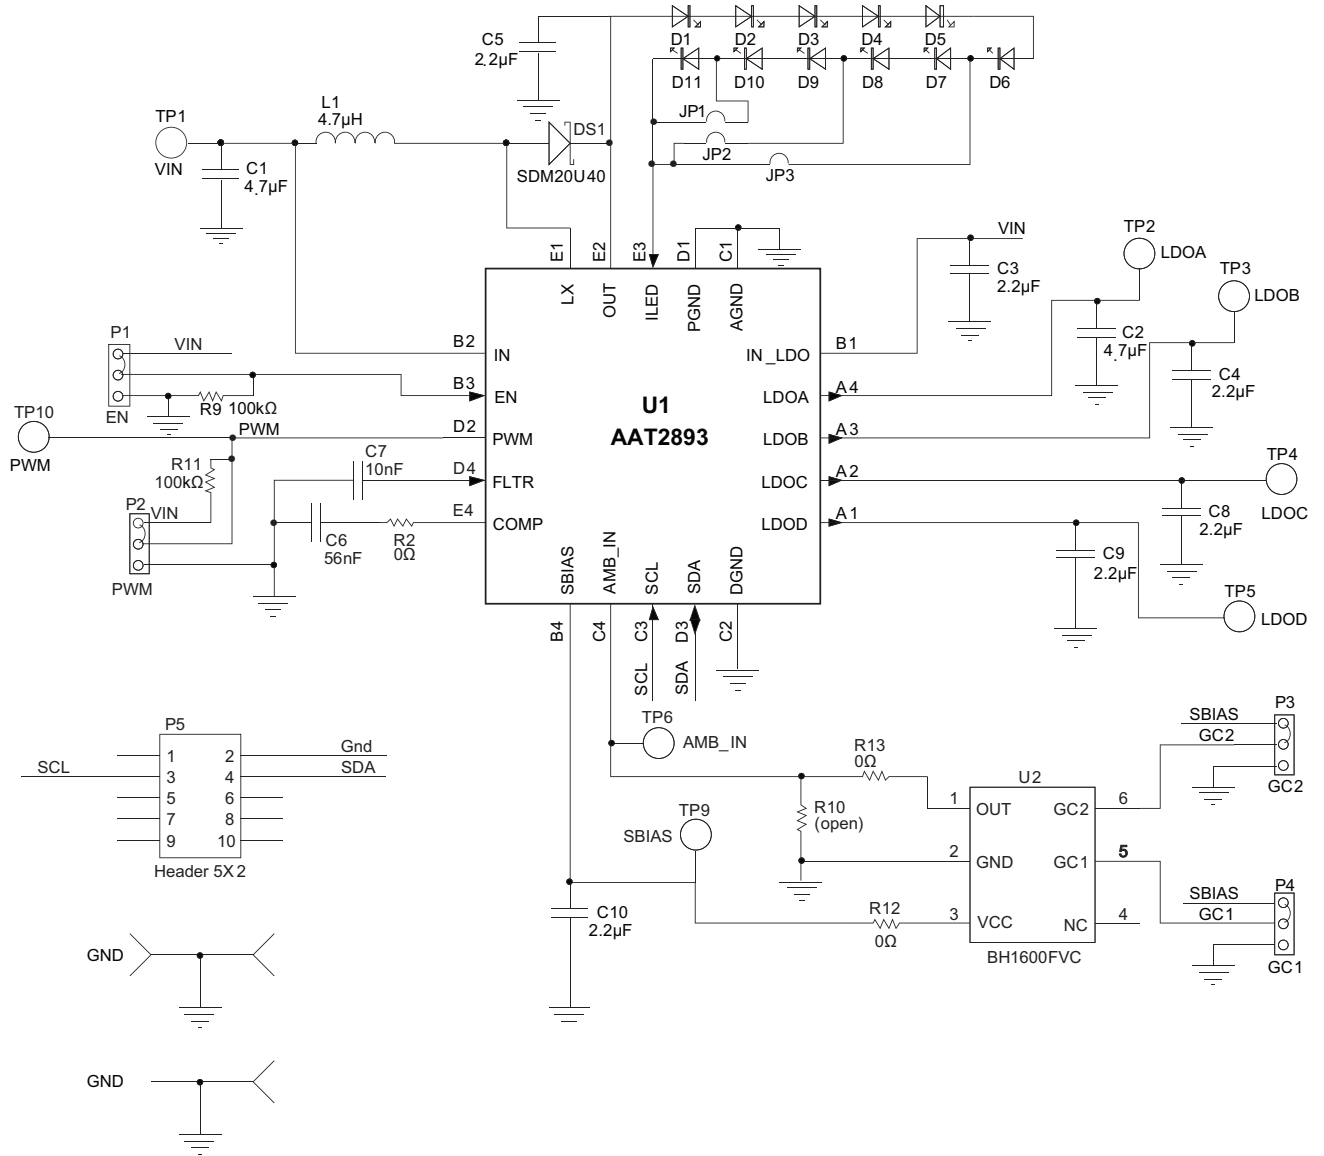 C5
2.2µF
D1
D2
D3
D4
D5
D11
D10
D9
D8
D7
D6
TP1
VIN
L1
4.7µH
C1
4.7µF
DS1
SDM20U40
JP1
JP2
JP3
E1
E2
E3
D1
C1
LX
OUT
ILED
PGND
AGND
VIN
C3
2.2µF
TP2
LDOA
TP3
LDOB
C2
4.7µF
C4
2.2µF
P1
VIN
EN
R9
100kΩ
TP10
PWM
PWM
R11
100kΩ
P2
VIN
PWM
C7
10nF
C6
56nF
R2
0Ω
B2
IN
B3
EN
D2
PWM
D4
FLTR
E4
COMP
U1
AAT2893
IN_LDO
B1
LDOA
A4
LDOB
A3
LDOC
A2
LDOD
A1
TP4
LDOC
C8
2.2µF
C9
2.2µF
TP5
LDOD
SBIAS
AMB_IN
SCL
SDA
DGND
B4
C4
C3
D3
C2
SCL
SDA
TP6
AMB_IN
P5
1
2
Gnd
SCL
3
4
SDA
5
6
7
8
9
10
Header 5X2
TP9
SBIAS
C10
2.2µF
R13
0Ω
R10
(open)
R12
0Ω
U2
1
OUT
GC2
6
2
GND
GC1
5
3
VCC
NC
4
BH1600FVC
P3
SBIAS
GC2
GC2
P4
SBIAS
GC1
GC1
GND
GND